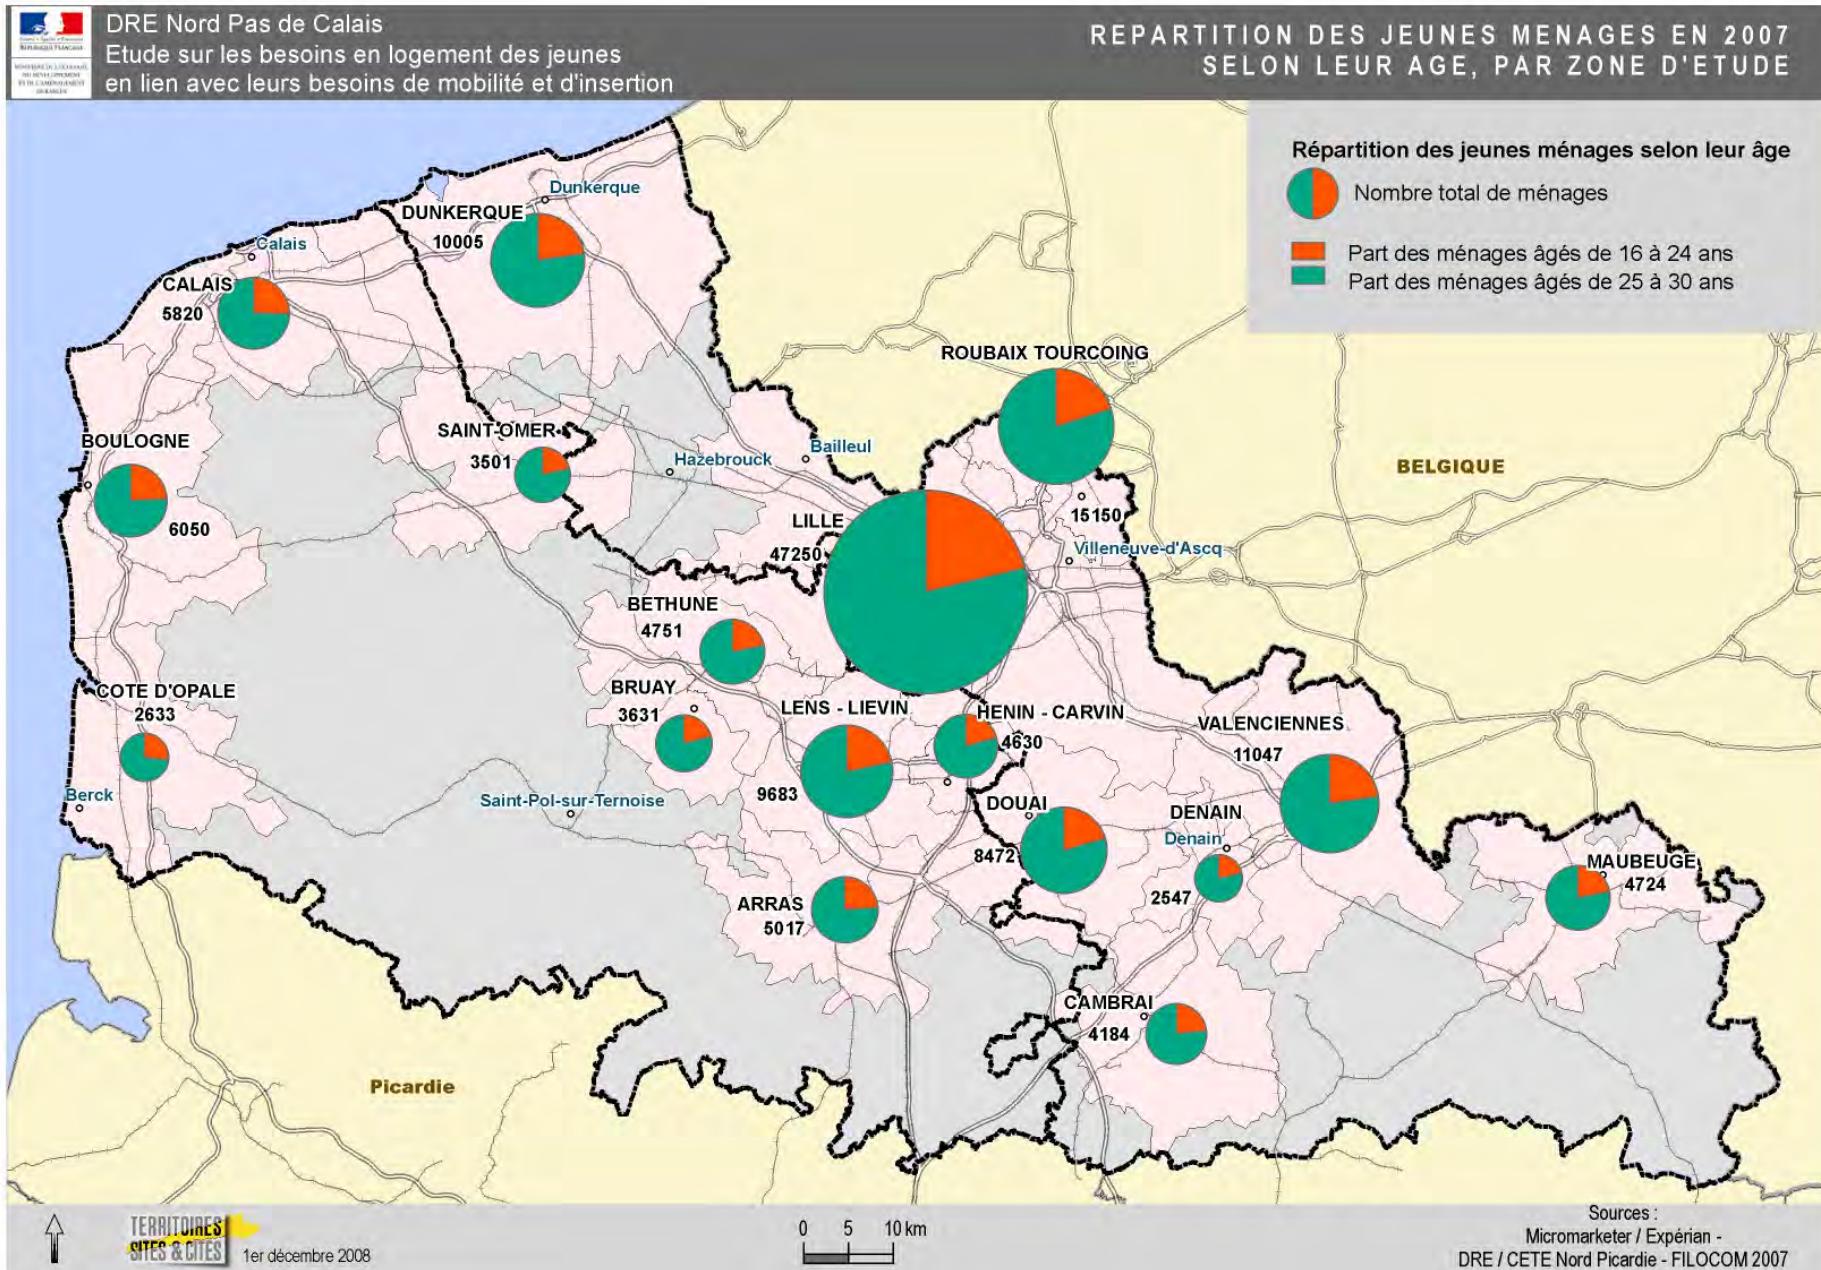 DRE Nord Pas de Calais
Etude sur les besoins en logement des jeunes
en lien avec leurs besoins de mobilité et d'insertion
REPARTITION DES JEUNES MENAGES EN 2007
SELON LEUR AGE, PAR ZONE D'ETUDE
RÉPUBLIQUE FRANÇAISE
Répartition des jeunes ménages selon leur âge
Nombre total de ménages
Part des ménages âgés de 16 à 24 ans
Part des ménages âgés de 25 à 30 ans
Dunkerque
DUNKERQUE
10005
Calais
CALAIS
5820
ROUBAIX TOURCOING
15150
BOULOGNE
6050
SAINT-OMER
3501
Hazebrouck
Bailleul
BELGIQUE
LILLE
47250
Villeneuve-d'Ascq
BETHUNE
4751
BRUAY
3631
COTE D'OPALE
2633
Berck
LENS - LIEVIN
9683
HENIN - CARVIN
4630
VALENCIENNES
11047
Saint-Pol-sur-Ternoise
DOUAI
8472
DENAIN
Denain
2547
MAUBEUGE
4724
ARRAS
5017
CAMBRAI
4184
Picardie
TERRITOIRES
SITES & CITÉS
1er décembre 2008
0 5 10 km
Sources :
Micromarketer / Expérian -
DRE / CETE Nord Picardie - FILOCOM 2007